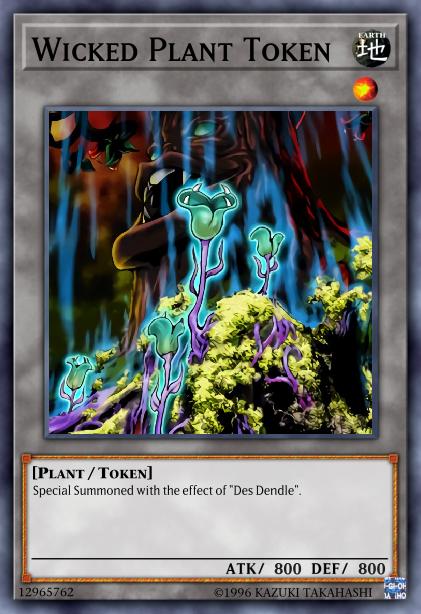 WICKED PLANT TOKEN
EARTH
地
[PLANT / TOKEN]
Special Summoned with the effect of "Des Dendle".
ATK/ 800 DEF/ 800
12965762 ©1996 KAZUKI TAKAHASHI